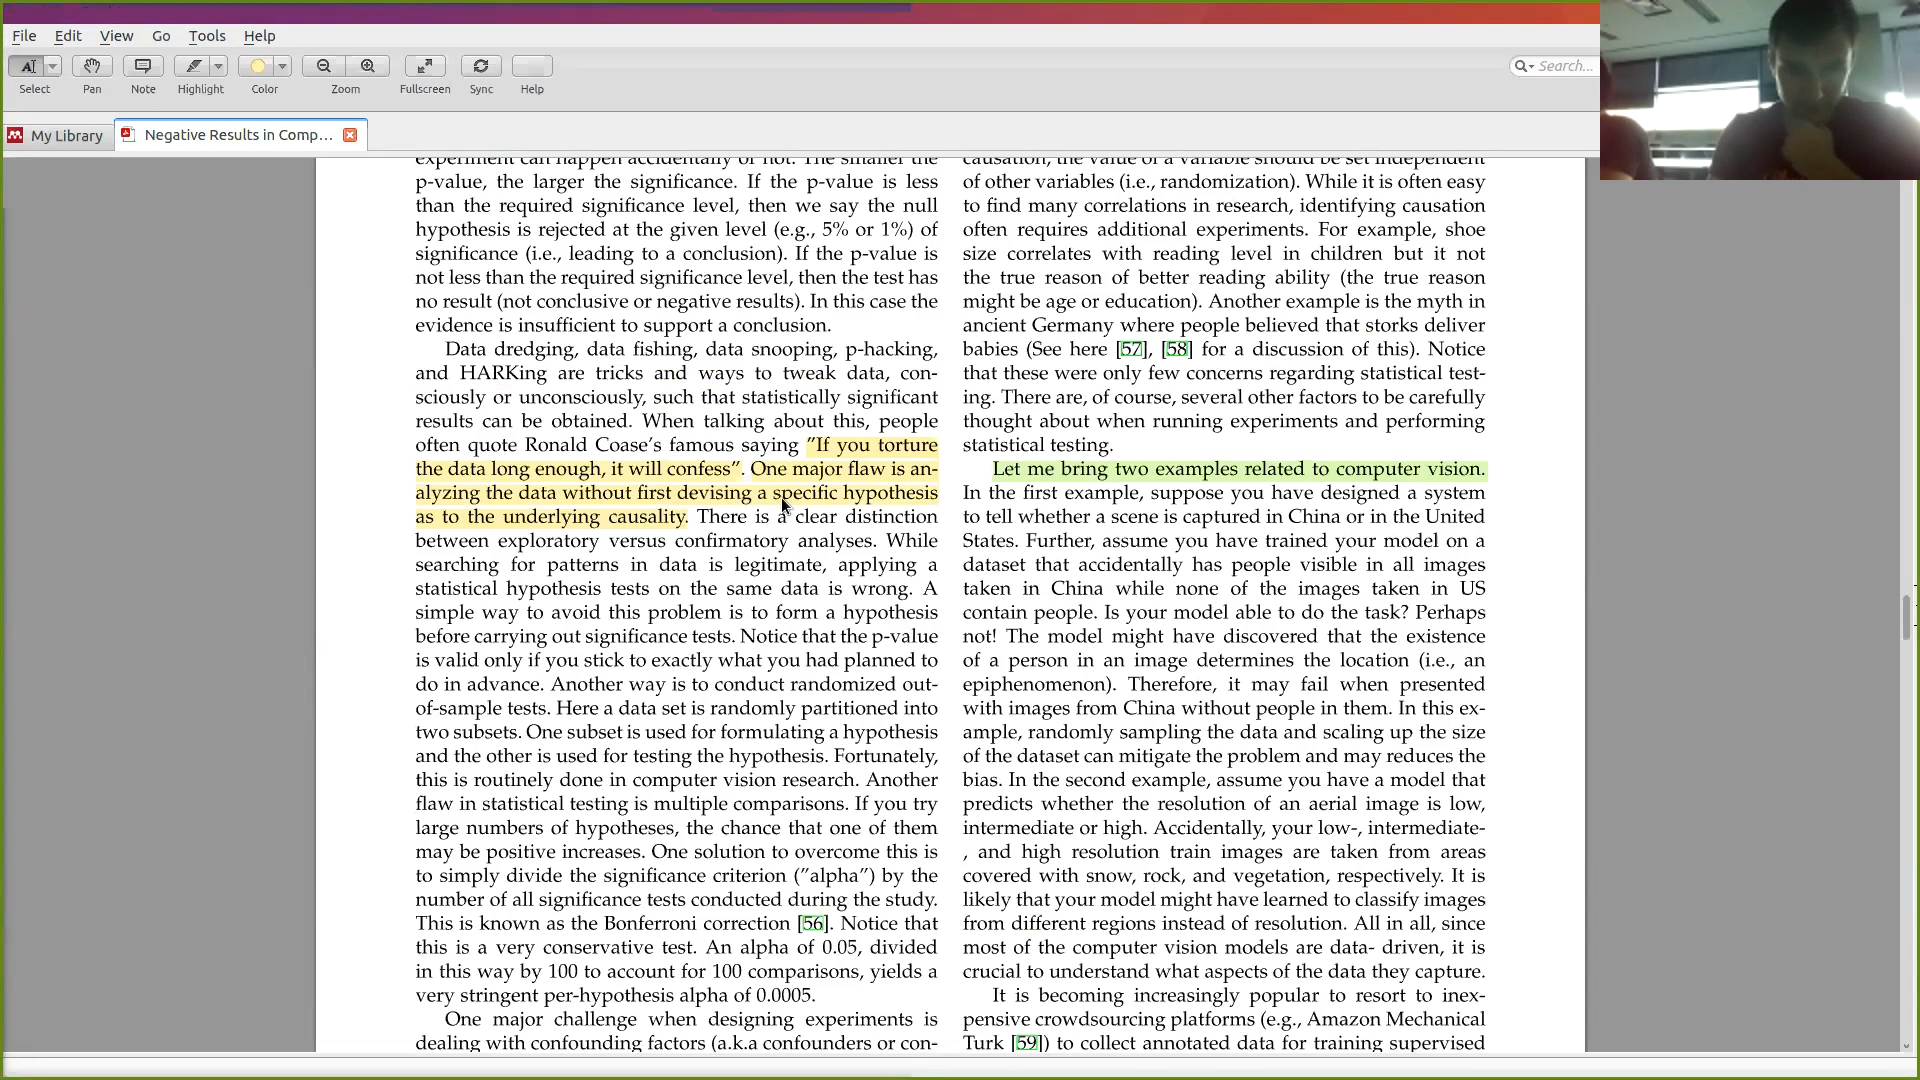 File Edit View Go Tools Help
Search...
Select Pan Note Highlight Color Zoom Fullscreen Sync Help
My Library
Negative Results in Comp...
experiment can happen accidentally or not. The smaller the
p-value, the larger the significance. If the p-value is less
than the required significance level, then we say the null
hypothesis is rejected at the given level (e.g., 5% or 1%) of
significance (i.e., leading to a conclusion). If the p-value is
not less than the required significance level, then the test has
no result (not conclusive or negative results). In this case the
evidence is insufficient to support a conclusion.
Data dredging, data fishing, data snooping, p-hacking,
and HARKing are tricks and ways to tweak data, con-
sciously or unconsciously, such that statistically significant
results can be obtained. When talking about this, people
often quote Ronald Coase's famous saying "If you torture
the data long enough, it will confess". One major flaw is an-
alyzing the data without first devising a specific hypothesis
as to the underlying causality. There is a clear distinction
between exploratory versus confirmatory analyses. While
searching for patterns in data is legitimate, applying a
statistical hypothesis tests on the same data is wrong. A
simple way to avoid this problem is to form a hypothesis
before carrying out significance tests. Notice that the p-value
is valid only if you stick to exactly what you had planned to
do in advance. Another way is to conduct randomized out-
of-sample tests. Here a data set is randomly partitioned into
two subsets. One subset is used for formulating a hypothesis
and the other is used for testing the hypothesis. Fortunately,
this is routinely done in computer vision research. Another
flaw in statistical testing is multiple comparisons. If you try
large numbers of hypotheses, the chance that one of them
may be positive increases. One solution to overcome this is
to simply divide the significance criterion ("alpha") by the
number of all significance tests conducted during the study.
This is known as the Bonferroni correction [56]. Notice that
this is a very conservative test. An alpha of 0.05, divided
in this way by 100 to account for 100 comparisons, yields a
very stringent per-hypothesis alpha of 0.0005.
One major challenge when designing experiments is
dealing with confounding factors (a.k.a confounders or con-
causation, the value of a variable should be set independent
of other variables (i.e., randomization). While it is often easy
to find many correlations in research, identifying causation
often requires additional experiments. For example, shoe
size correlates with reading level in children but it not
the true reason of better reading ability (the true reason
might be age or education). Another example is the myth in
ancient Germany where people believed that storks deliver
babies (See here [57], [58] for a discussion of this). Notice
that these were only few concerns regarding statistical test-
ing. There are, of course, several other factors to be carefully
thought about when running experiments and performing
statistical testing.
Let me bring two examples related to computer vision.
In the first example, suppose you have designed a system
to tell whether a scene is captured in China or in the United
States. Further, assume you have trained your model on a
dataset that accidentally has people visible in all images
taken in China while none of the images taken in US
contain people. Is your model able to do the task? Perhaps
not! The model might have discovered that the existence
of a person in an image determines the location (i.e., an
epiphenomenon). Therefore, it may fail when presented
with images from China without people in them. In this ex-
ample, randomly sampling the data and scaling up the size
of the dataset can mitigate the problem and may reduces the
bias. In the second example, assume you have a model that
predicts whether the resolution of an aerial image is low,
intermediate or high. Accidentally, your low-, intermediate-
, and high resolution train images are taken from areas
covered with snow, rock, and vegetation, respectively. It is
likely that your model might have learned to classify images
from different regions instead of resolution. All in all, since
most of the computer vision models are data- driven, it is
crucial to understand what aspects of the data they capture.
It is becoming increasingly popular to resort to inex-
pensive crowdsourcing platforms (e.g., Amazon Mechanical
Turk [59]) to collect annotated data for training supervised